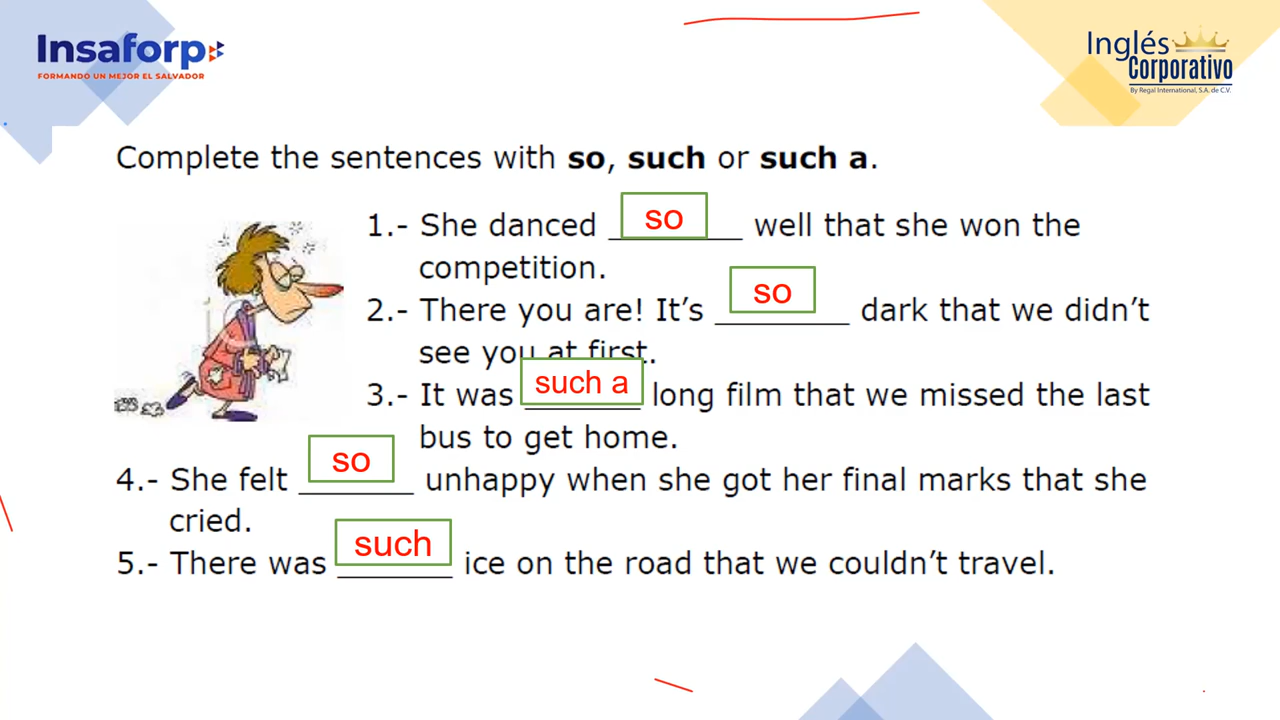 Insaforp
FORMANDO UN MEJOR EL SALVADOR
Inglés
Corporativo
By Regal International, S.A. de C.V.
Complete the sentences with so, such or such a.
1.- She danced so well that she won the
competition.
2.- There you are! It's so dark that we didn't
see you at first.
3.- It was such a long film that we missed the last
bus to get home.
4.- She felt so unhappy when she got her final marks that she
cried.
5.- There was such ice on the road that we couldn't travel.